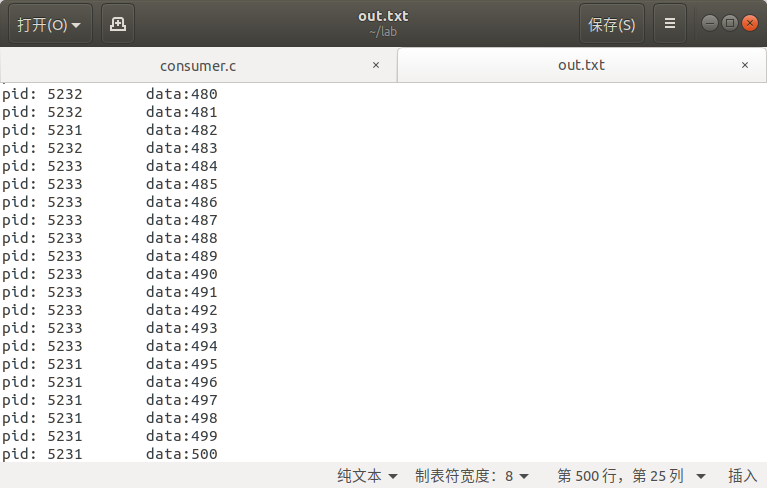 打开(O)
out.txt
~/lab
保存(S)
consumer.c
out.txt
pid: 5232 data:480
pid: 5232 data:481
pid: 5231 data:482
pid: 5232 data:483
pid: 5233 data:484
pid: 5233 data:485
pid: 5233 data:486
pid: 5233 data:487
pid: 5233 data:488
pid: 5233 data:489
pid: 5233 data:490
pid: 5233 data:491
pid: 5233 data:492
pid: 5233 data:493
pid: 5233 data:494
pid: 5231 data:495
pid: 5231 data:496
pid: 5231 data:497
pid: 5231 data:498
pid: 5231 data:499
pid: 5231 data:500
纯文本 制表符宽度：8 第 500 行，第 25 列 插入